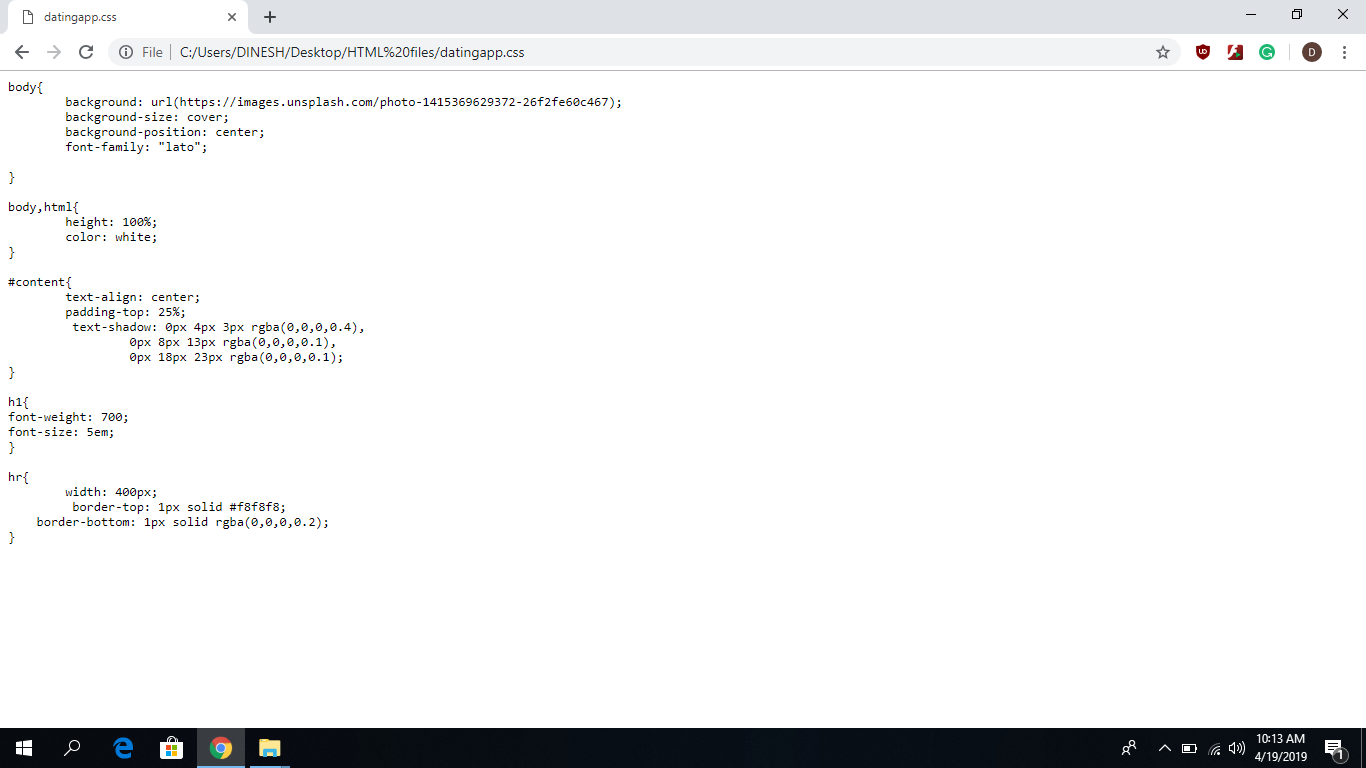 datingapp.css
File C:/Users/DINESH/Desktop/HTML%20files/datingapp.css
D
body{
background: url(https://images.unsplash.com/photo-1415369629372-26f2fe60c467);
background-size: cover;
background-position: center;
font-family: "lato";
}
body,html{
height: 100%;
color: white;
}
#content{
text-align: center;
padding-top: 25%;
text-shadow: 0px 4px 3px rgba(0,0,0,0.4),
0px 8px 13px rgba(0,0,0,0.1),
0px 18px 23px rgba(0,0,0,0.1);
}
h1{
font-weight: 700;
font-size: 5em;
}
hr{
width: 400px;
border-top: 1px solid #f8f8f8;
border-bottom: 1px solid rgba(0,0,0,0.2);
}
10:13 AM
4/19/2019
1